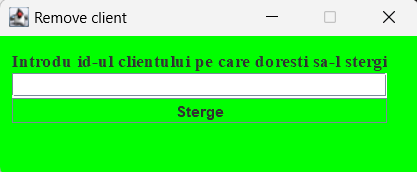 Remove client
Introdu id-ul clientului pe care doresti sa-l stergi
Sterge